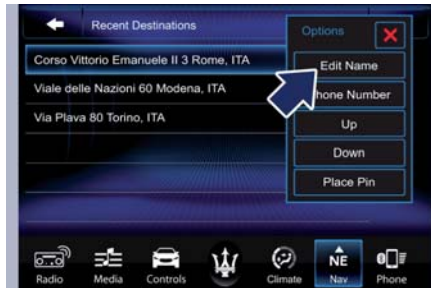 Recent Destinations
Options
Corso Vittorio Emanuele II 3 Rome, ITA
Edit Name
Viale delle Nazioni 60 Modena, ITA
hone Number
Via Plava 80 Torino, ITA
Up
Down
Place Pin
NE
Radio Media Controls Climate Nav Phone